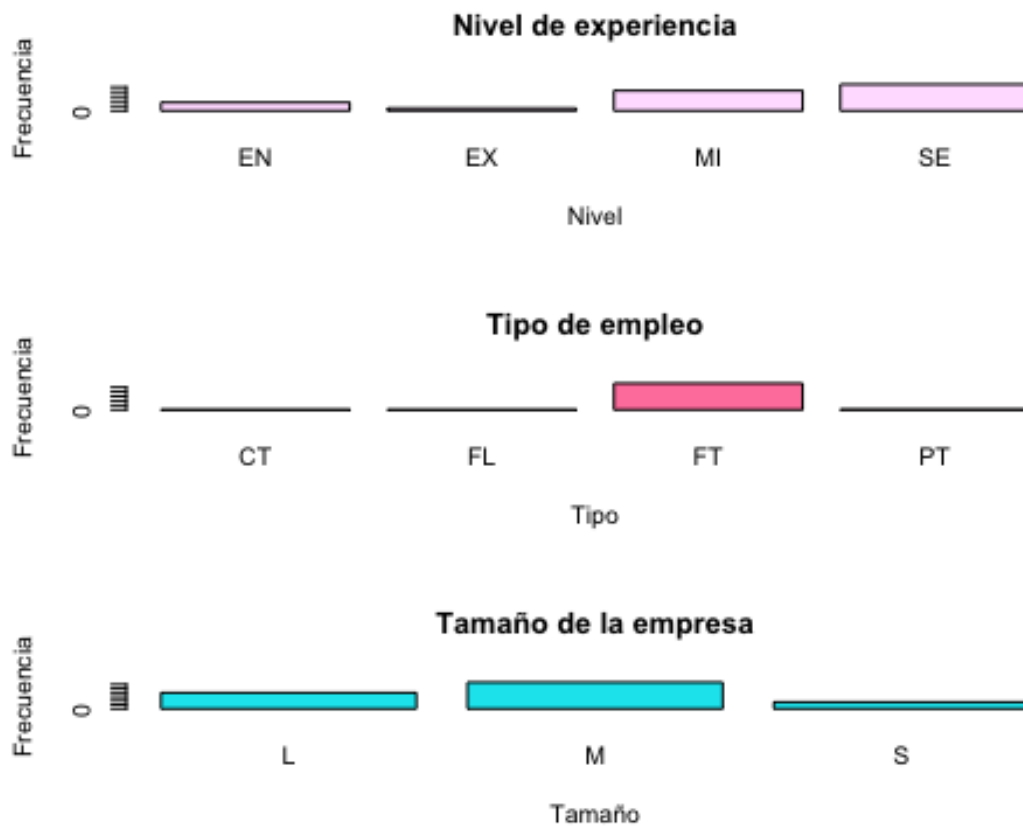 Nivel de experiencia
Frecuencia
0
EN EX MI SE
Nivel
Tipo de empleo
Frecuencia
0
CT FL FT PT
Tipo
Tamaño de la empresa
Frecuencia
0
L M S
Tamaño